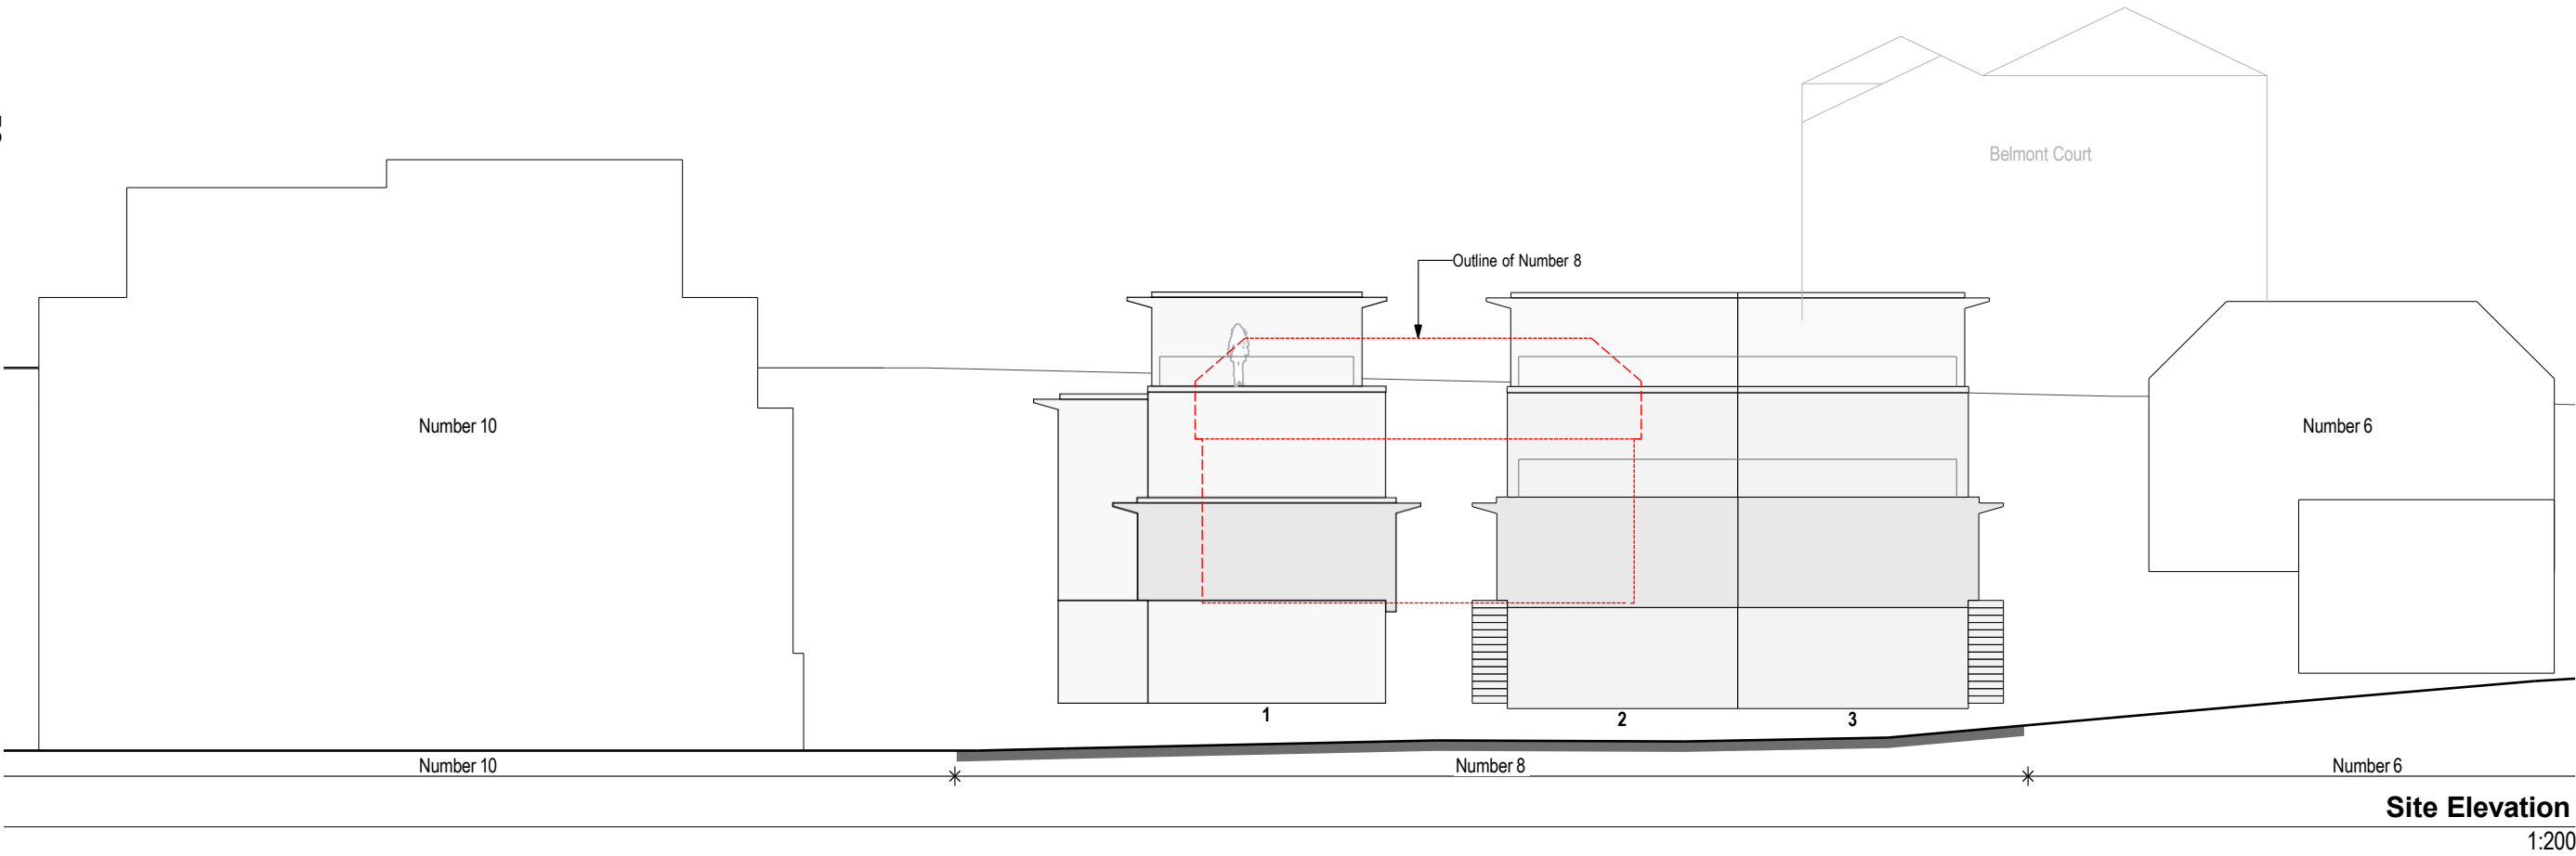 Belmont Court
Outline of Number 8
Number 10
Number 6
1
2
3
Number 10
Number 8
Number 6
Site Elevation
1:200